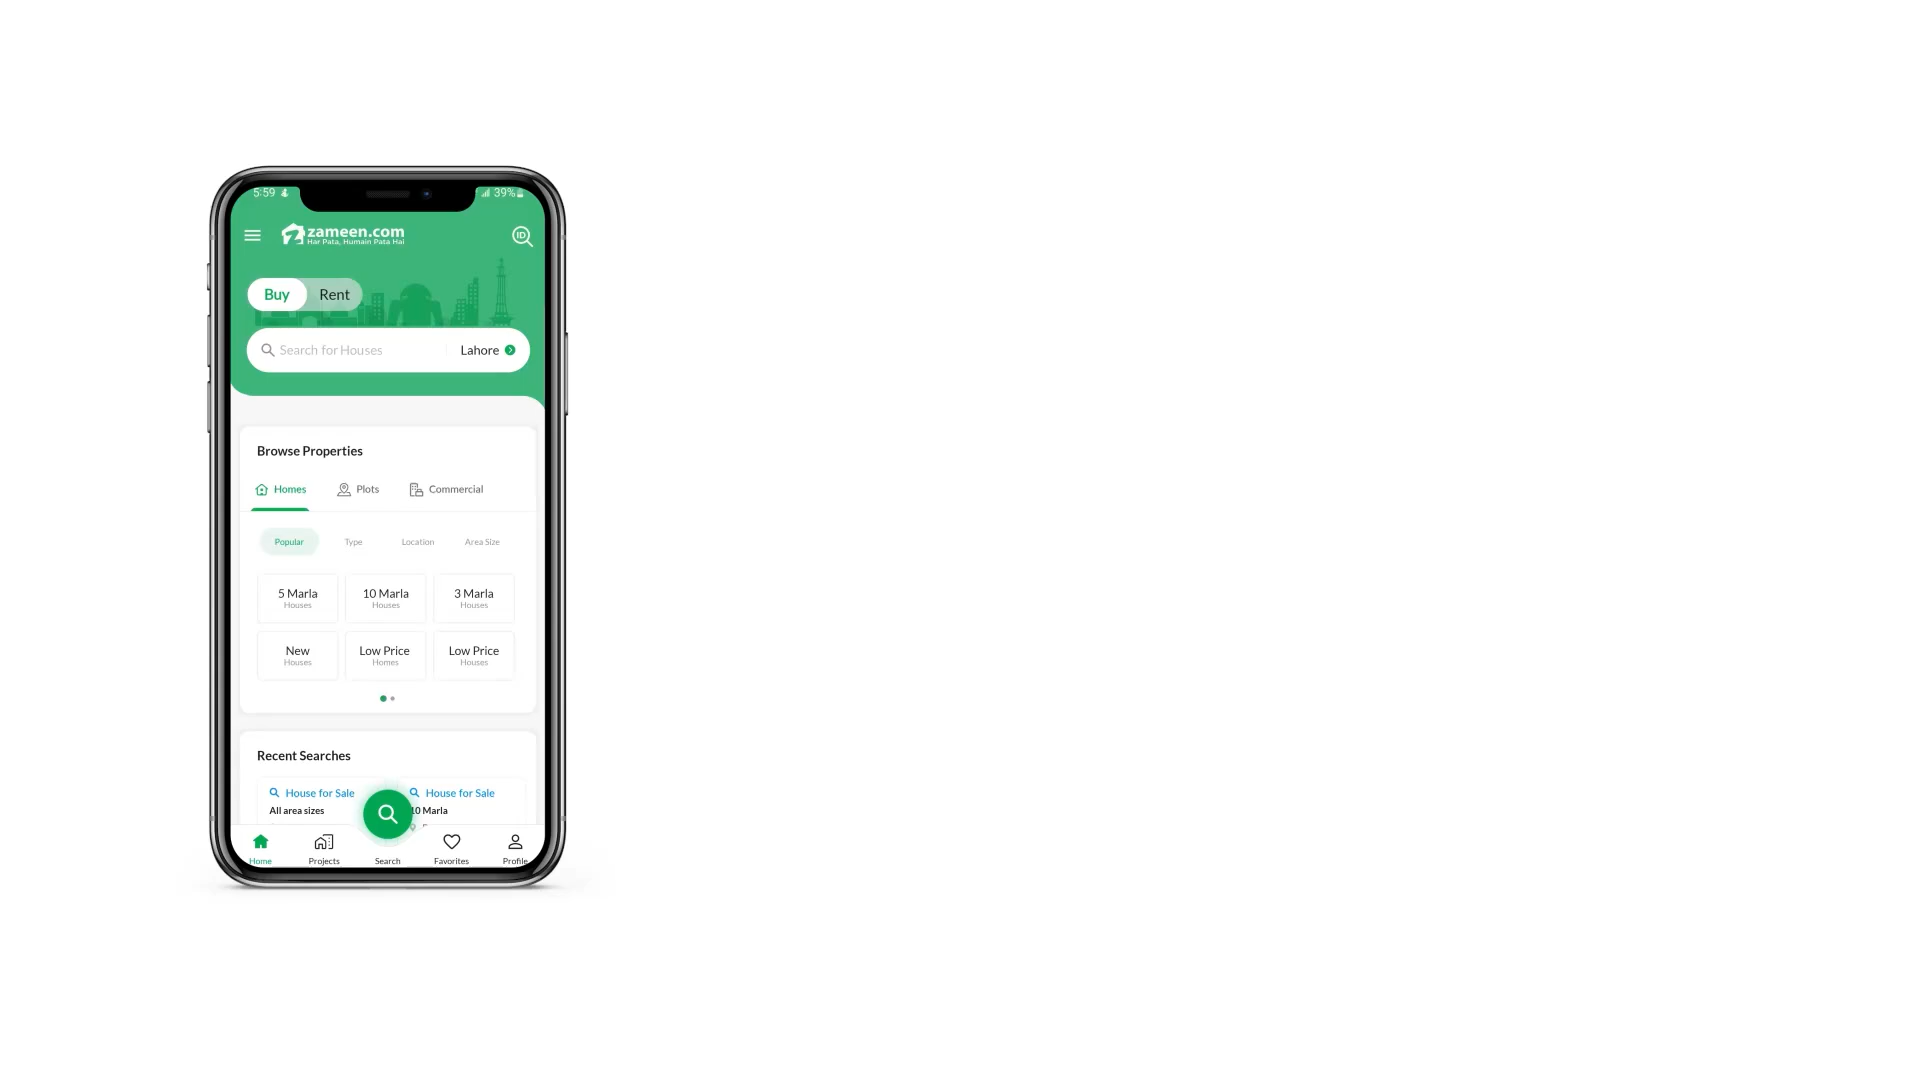 5:59
39%
zameen.com
Har Pata, Humain Pata Hai
ID
Buy Rent
Search for Houses Lahore
Browse Properties
Homes Plots Commercial
Popular Type Location Area Size
5 Marla 10 Marla 3 Marla
Houses Houses Houses
New Low Price Low Price
Houses Homes Houses
Recent Searches
House for Sale House for Sale
All area sizes 10 Marla
Home Projects Search Favorites Profile